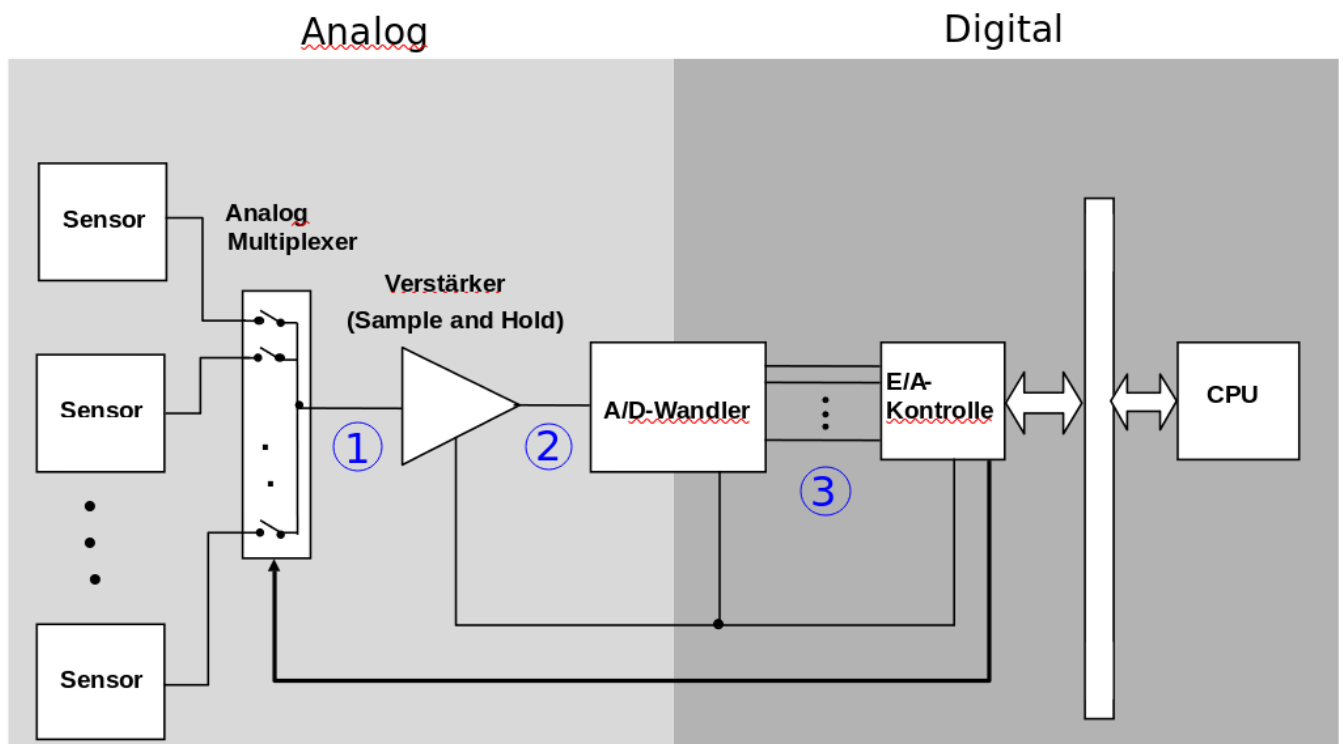 Analog
Digital
Sensor
Analog
Multiplexer
Verstärker
(Sample and Hold)
Sensor
A/D-Wandler
E/A-
Kontrolle
CPU
1
2
3
Sensor